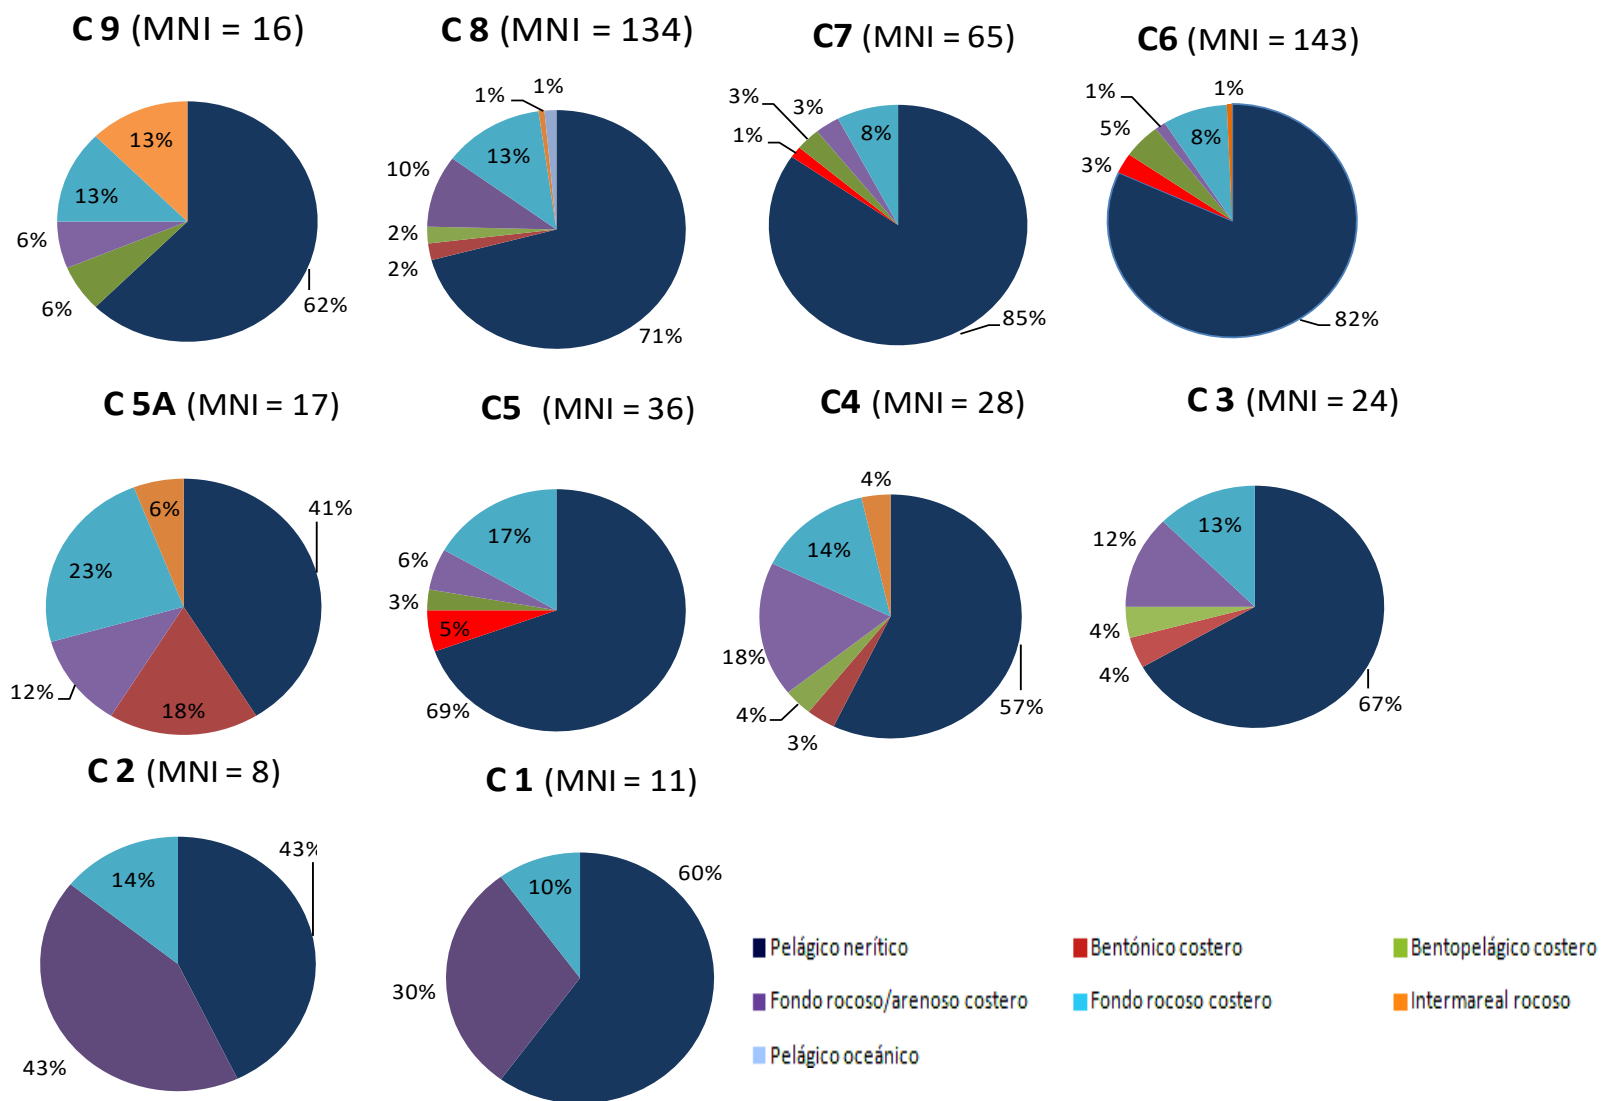 C 9 (MNI = 16)
C 8 (MNI = 134)
C7 (MNI = 65)
C6 (MNI = 143)
13%
13%
6%
6%
62%
1%
1%
13%
10%
2%
2%
71%
3%
3%
1%
8%
85%
1%
1%
5%
3%
8%
82%
C 5A (MNI = 17)
C5 (MNI = 36)
C4 (MNI = 28)
C 3 (MNI = 24)
6%
41%
23%
12%
18%
17%
6%
3%
5%
69%
4%
14%
18%
4%
3%
57%
13%
12%
4%
4%
67%
C 2 (MNI = 8)
C 1 (MNI = 11)
14%
43%
43%
10%
60%
30%
Pelágico nerítico
Bentónico costero
Bentopelágico costero
Fondo rocoso/arenoso costero
Fondo rocoso costero
Intermareal rocoso
Pelágico oceánico